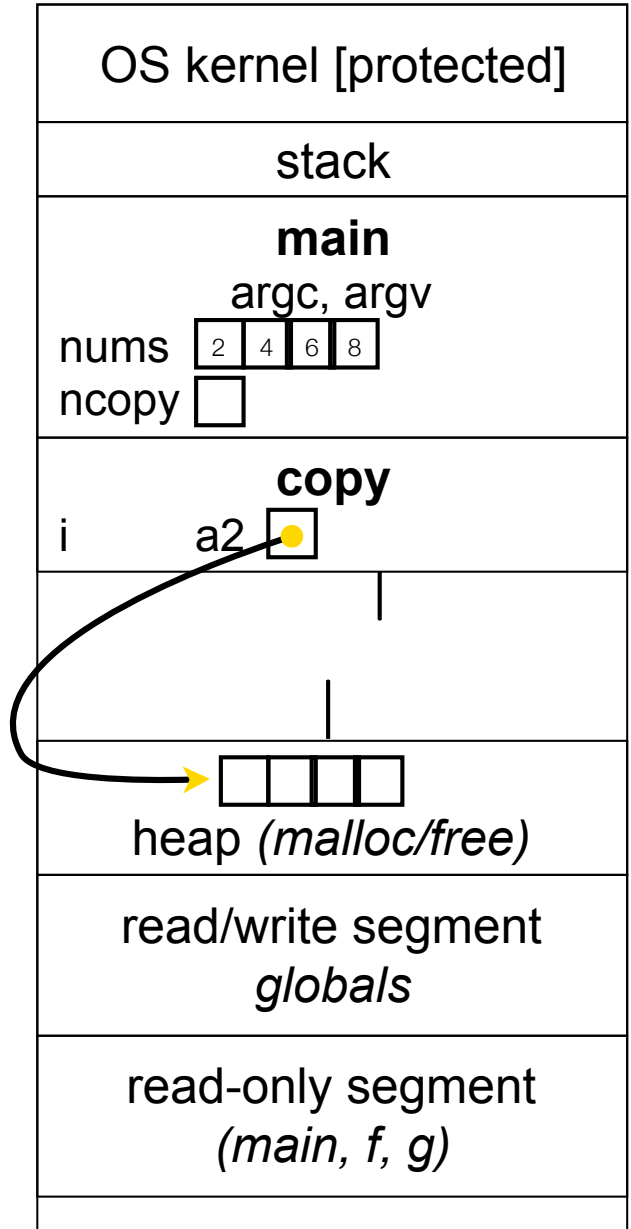 OS kernel [protected]
stack
main
argc, argv
nums 2 4 6 8
ncopy
copy
i a2
heap (malloc/free)
read/write segment
globals
read-only segment
(main, f, g)